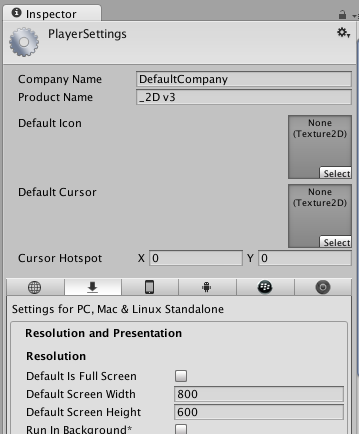 Inspector
PlayerSettings
Company Name DefaultCompany
Product Name _2D v3
Default Icon None (Texture2D) Select
Default Cursor None (Texture2D) Select
Cursor Hotspot X 0 Y 0
Settings for PC, Mac & Linux Standalone
Resolution and Presentation
Resolution
Default Is Full Screen
Default Screen Width 800
Default Screen Height 600
Run In Background*